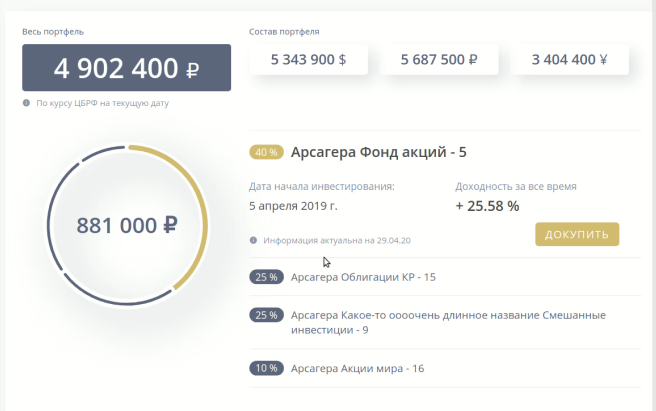 Весь портфель
4 902 400 ₽
По курсу ЦБРФ на текущую дату
Состав портфеля
5 343 900 $
5 687 500 ₽
3 404 400 ¥
881 000 ₽
40 % Арсагера Фонд акций - 5
Дата начала инвестирования:
5 апреля 2019 г.
Доходность за все время
+ 25.58 %
Информация актуальна на 29.04.20
ДОКУПИТЬ
25 % Арсагера Облигации КР - 15
25 % Арсагера Какое-то оооочень длинное название Смешанные
инвестиции - 9
10 % Арсагера Акции мира - 16